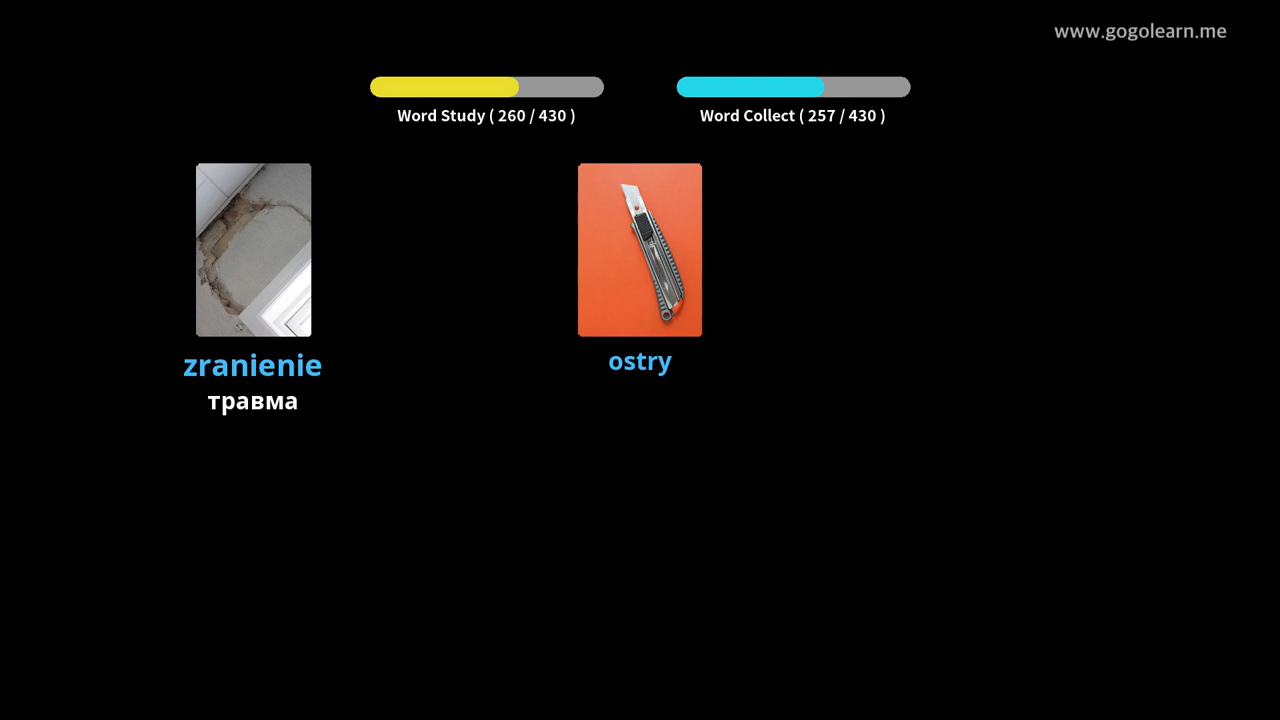 www.gogolearn.me
Word Study ( 260 / 430 )
Word Collect ( 257 / 430 )
zranienie
травма
ostry